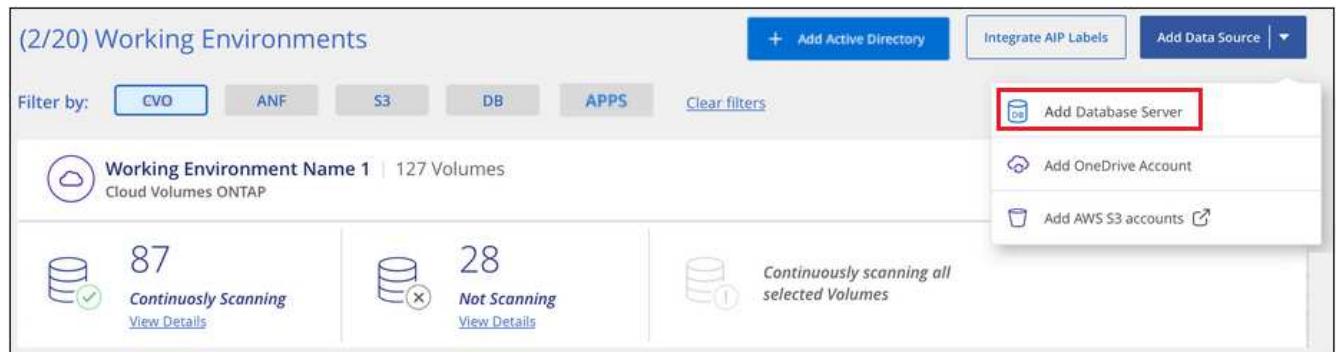 (2/20) Working Environments
+ Add Active Directory
Integrate AIP Labels
Add Data Source
Filter by:
CVO
ANF
S3
DB
APPS
Clear filters
DB
Add Database Server
Add OneDrive Account
Add AWS S3 accounts
Working Environment Name 1 | 127 Volumes
Cloud Volumes ONTAP
87
Continuosly Scanning
View Details
28
Not Scanning
View Details
Continuously scanning all
selected Volumes